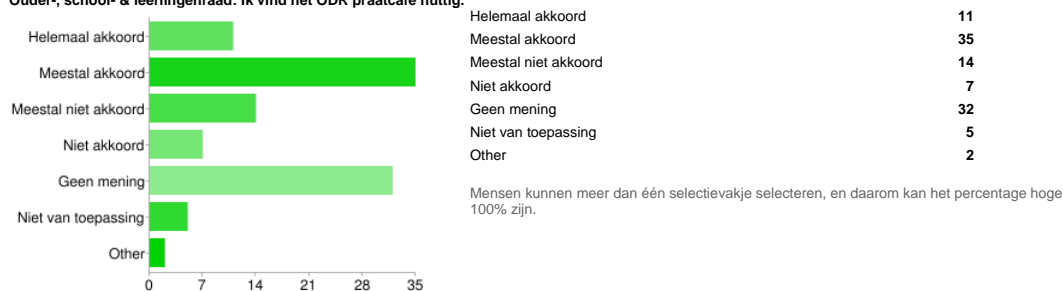 Ouder-, school- & leerlingenraad: Ik vind het ODR praatcafé nuttig.
Helemaal akkoord
Meestal akkoord
Meestal niet akkoord
Niet akkoord
Geen mening
Niet van toepassing
Other
0 7 14 21 28 35
Helemaal akkoord 11
Meestal akkoord 35
Meestal niet akkoord 14
Niet akkoord 7
Geen mening 32
Niet van toepassing 5
Other 2
Mensen kunnen meer dan één selectievakje selecteren, en daarom kan het percentage hoge
100% zijn.